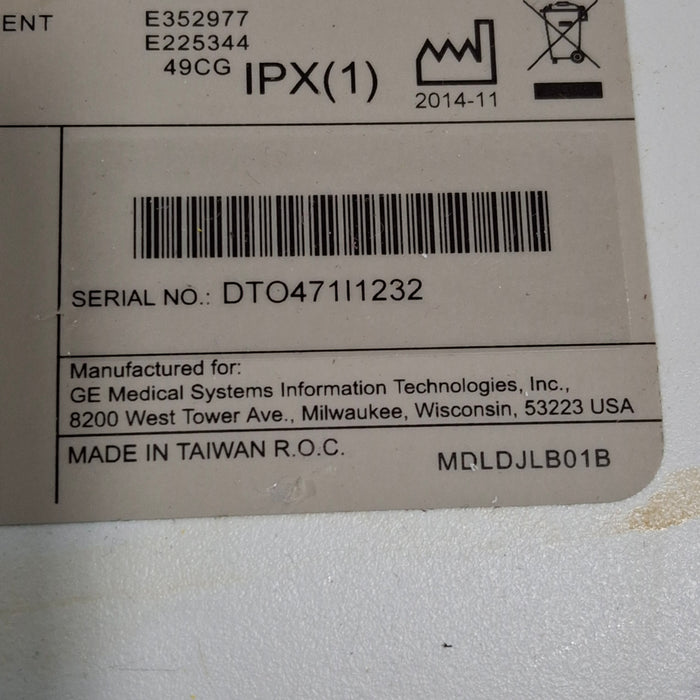 ENT
E352977
E225344
49CG
IPX(1)
2014-11
SERIAL NO.: DTO471I1232
Manufactured for:
GE Medical Systems Information Technologies, Inc.,
8200 West Tower Ave., Milwaukee, Wisconsin, 53223 USA
MADE IN TAIWAN R.O.C.
MDLDJLB01B